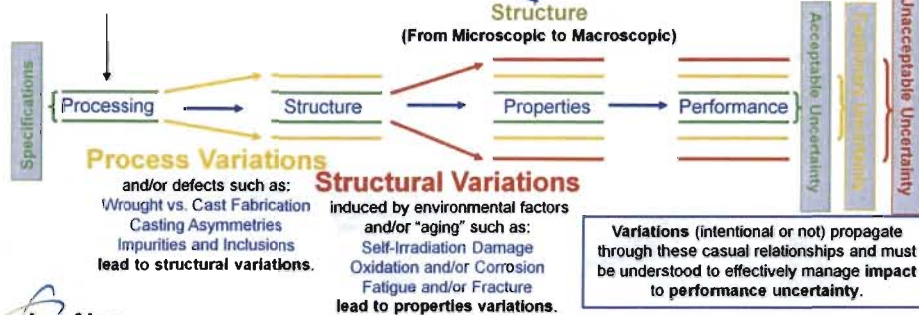 Structure
(From Microscopic to Macroscopic)
Specifications
Processing
Structure
Properties
Performance
Acceptable Uncertainty
Uncertainty
Unacceptable Uncertainty
Process Variations
and/or defects such as:
Wrought vs. Cast Fabrication
Casting Asymmetries
Impurities and Inclusions
lead to structural variations.
Structural Variations
induced by environmental factors
and/or "aging" such as:
Self-Irradiation Damage
Oxidation and/or Corrosion
Fatigue and/or Fracture
lead to properties variations.
Variations (intentional or not) propagate
through these casual relationships and must
be understood to effectively manage impact
to performance uncertainty.